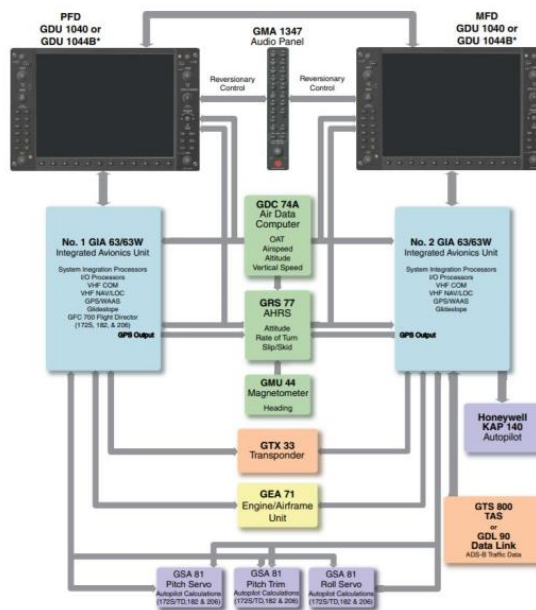 PFD
GDU 1040 or
GDU 1044B*
GMA 1347
Audio Panel
MFD
GDU 1040 or
GDU 1044B*
Reversionary
Control
Reversionary
Control
No. 1 GIA 63/63W
Integrated Avionics Unit
System Inegration Processors
I/O Processors
VHF COM
VHF NAV/LOC
GPS/WAAS
Glideslope
GFC 700 Flight Director
(172S, 182, & 206)
GPS Output
GDC 74A
Air Data
Computer
OAT
Airspeed
Altitude
Vertical Speed
GRS 77
AHRS
Attitude
Rate of Turn
Slip/Skid
GMU 44
Magnetometer
Heading
No. 2 GIA 63/63W
Integrated Avionics Unit
System Integration Processors
I/O Processors
VHF COM
VHF NAV/LOC
GPS/WAAS
Glideslope
GPS Output
Honeywell
KAP 140
Autopilot
GTX 33
Transponder
GEA 71
Engine/Airframe
Unit
GTS 800
TAS
or
GDL 90
Data Link
ADS-B Traffic Data
GSA 81
Pitch Servo
Autopilot Calculations
(172S/TD,182 & 206)
GSA 81
Pitch Trim
Autopilot Calculations
(172S/TD,182 & 206)
GSA 81
Roll Servo
Autopilot Calculations
(172S/TD,182 & 206)